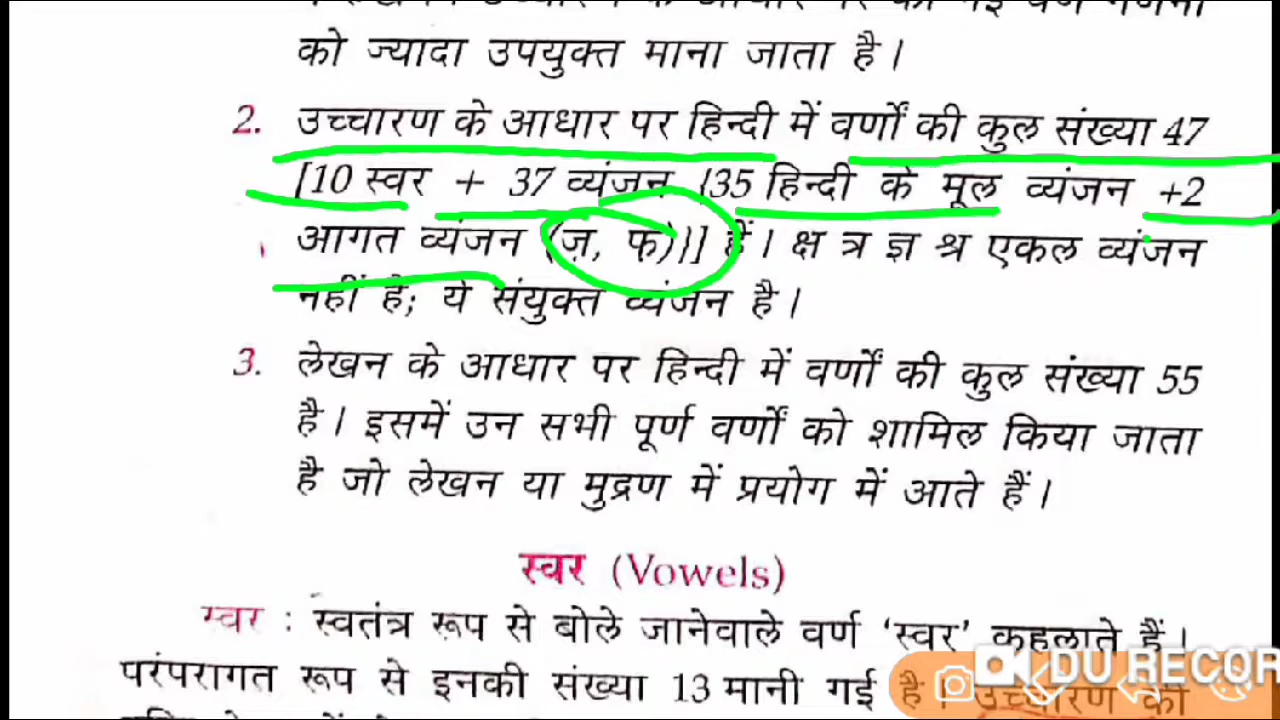 को ज्यादा उपयुक्त माना जाता है।
2. उच्चारण के आधार पर हिन्दी में वर्णों की कुल संख्या 47
[10 स्वर + 37 व्यंजन {35 हिन्दी के मूल व्यंजन +2
आगत व्यंजन (ज़, फ़)}] हैं। क्ष त्र ज्ञ श्र एकल व्यंजन
नहीं है; ये संयुक्त व्यंजन है।
3. लेखन के आधार पर हिन्दी में वर्णों की कुल संख्या 55
है। इसमें उन सभी पूर्ण वर्णों को शामिल किया जाता
है जो लेखन या मुद्रण में प्रयोग में आते हैं।
स्वर (Vowels)
स्वर : स्वतंत्र रूप से बोले जानेवाले वर्ण 'स्वर' कहलाते हैं।
परंपरागत रूप से इनकी संख्या 13 मानी गई है। उच्चारण की
DU RECOR